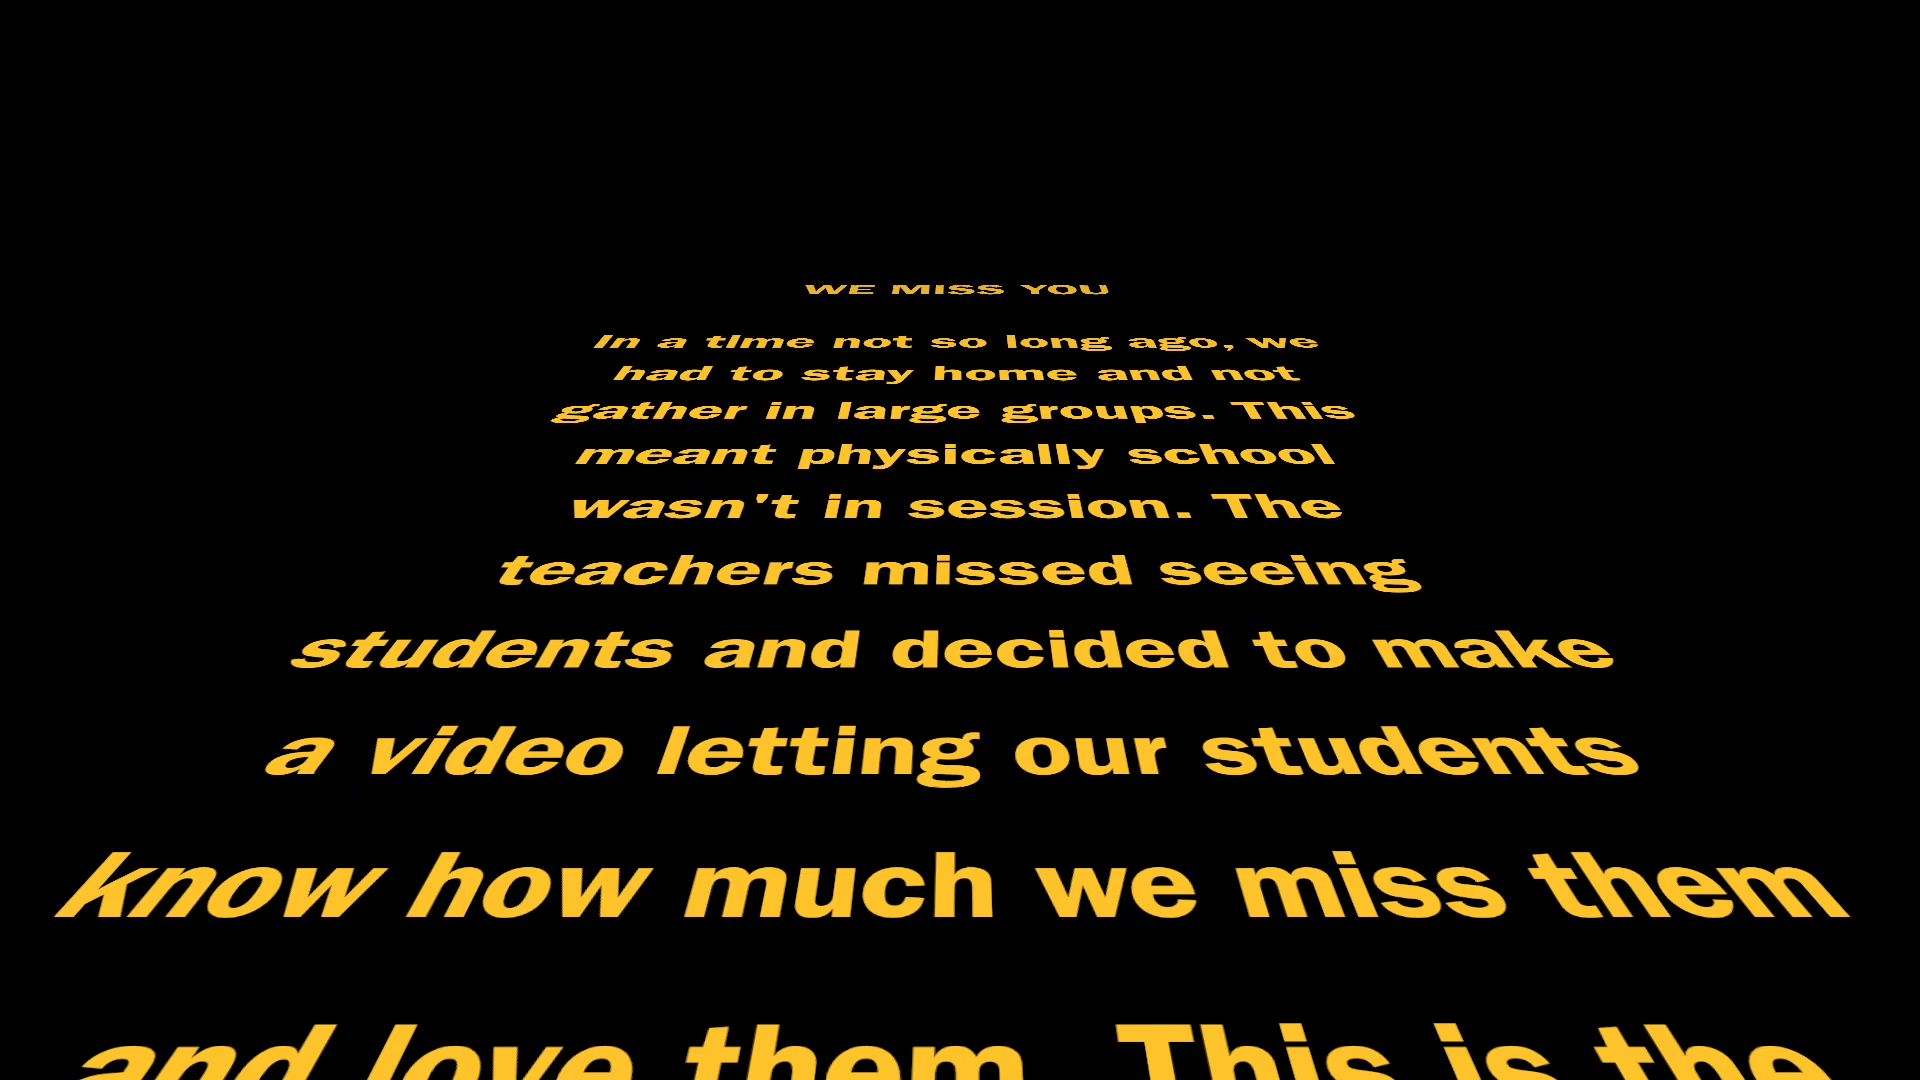 WE MISS YOU
In a time not so long ago, we
had to stay home and not
gather in large groups. This
meant physically school
wasn't in session. The
teachers missed seeing
students and decided to make
a video letting our students
know how much we miss them
and love them. This is the